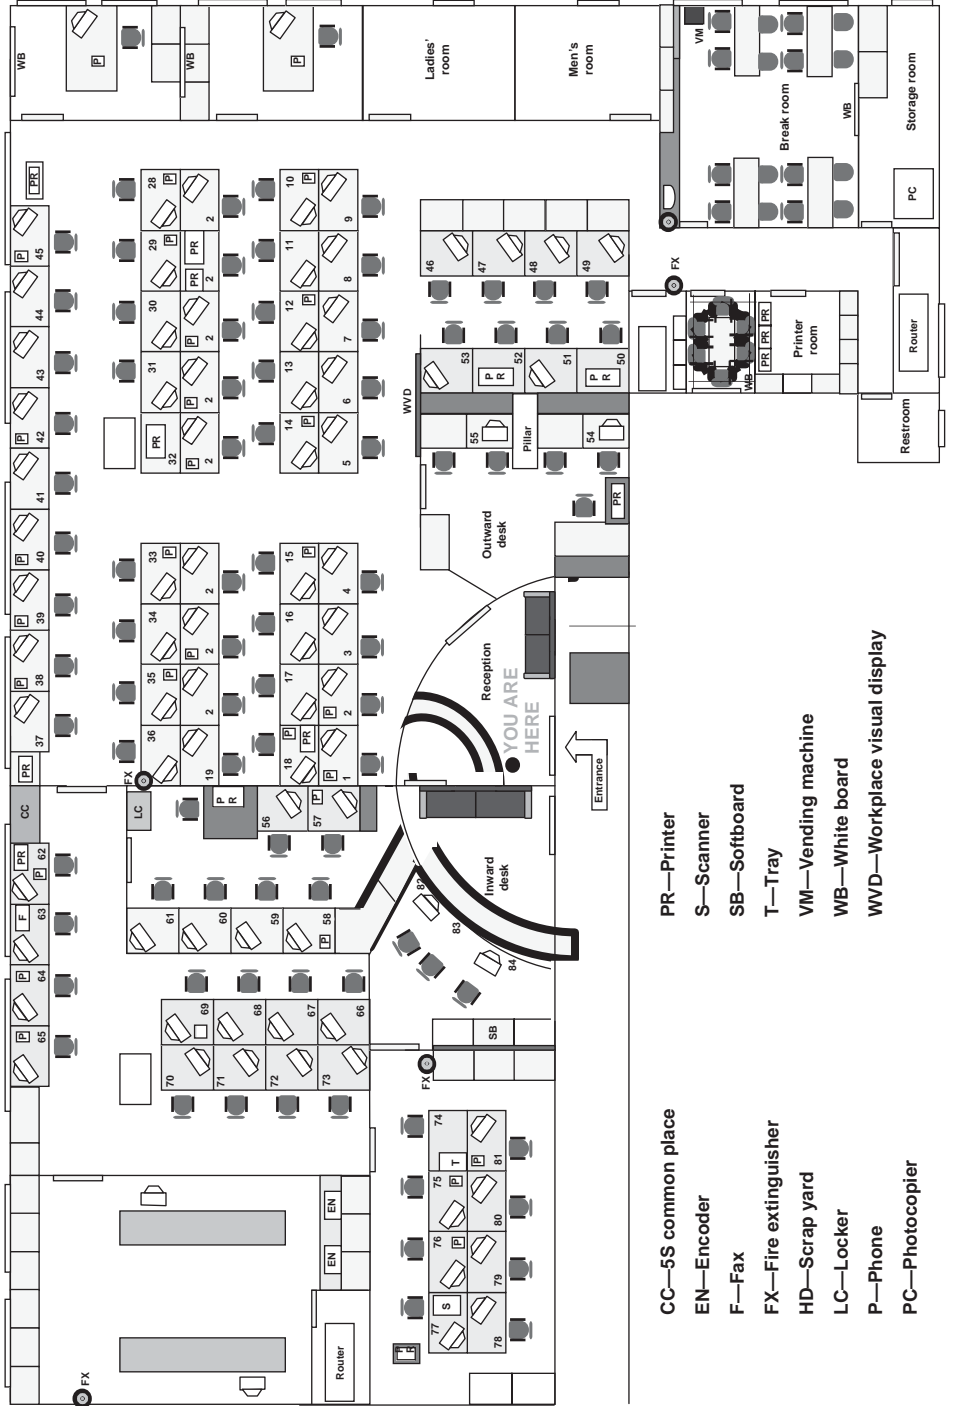 WB
PR P 62
F 63
P 64
P 65
CC
PR
37
P 38
P 39
P 40
41
P 42
43
44
P 45
PR
P
WB
P
FX
LC
FX
36
35 P
34
33 P
32 PR
31
30
29 P
28 P
19
2
2 P
2
2 P
2 P
2 P
2 PR PR
2
18 P PR
17
16
15 P
14 P
13
12 P
11
10 P
1 P
2 P
3
4
5
6
7
8
9
61
60
59
58 P
P R
56
57 P
69
68
67
66
70
71
72
73
EN
EN
Router
Ladies'
room
Men's
room
WVD
46
47
48
49
53
52 P R
51
50 P R
55
54
Pillar
PR
Outward
desk
Reception
YOU ARE
HERE
Entrance
Inward
desk
82
83
84
SB
FX
74
T
75 P
76 P
77 S
78
79
80
81 P
P R
FX
FX
VM
Break room
WB
Storage room
PC
PR
PR
PR
WB
Printer
room
Router
Restroom
CC—5S common place
EN—Encoder
F—Fax
FX—Fire extinguisher
HD—Scrap yard
LC—Locker
P—Phone
PC—Photocopier
PR—Printer
S—Scanner
SB—Softboard
T—Tray
VM—Vending machine
WB—White board
WVD—Workplace visual display